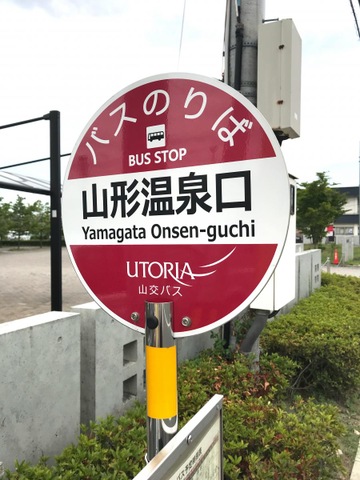 バスのりば
BUS STOP
山形温泉口
Yamagata Onsen-guchi
UTORIA
山交バス